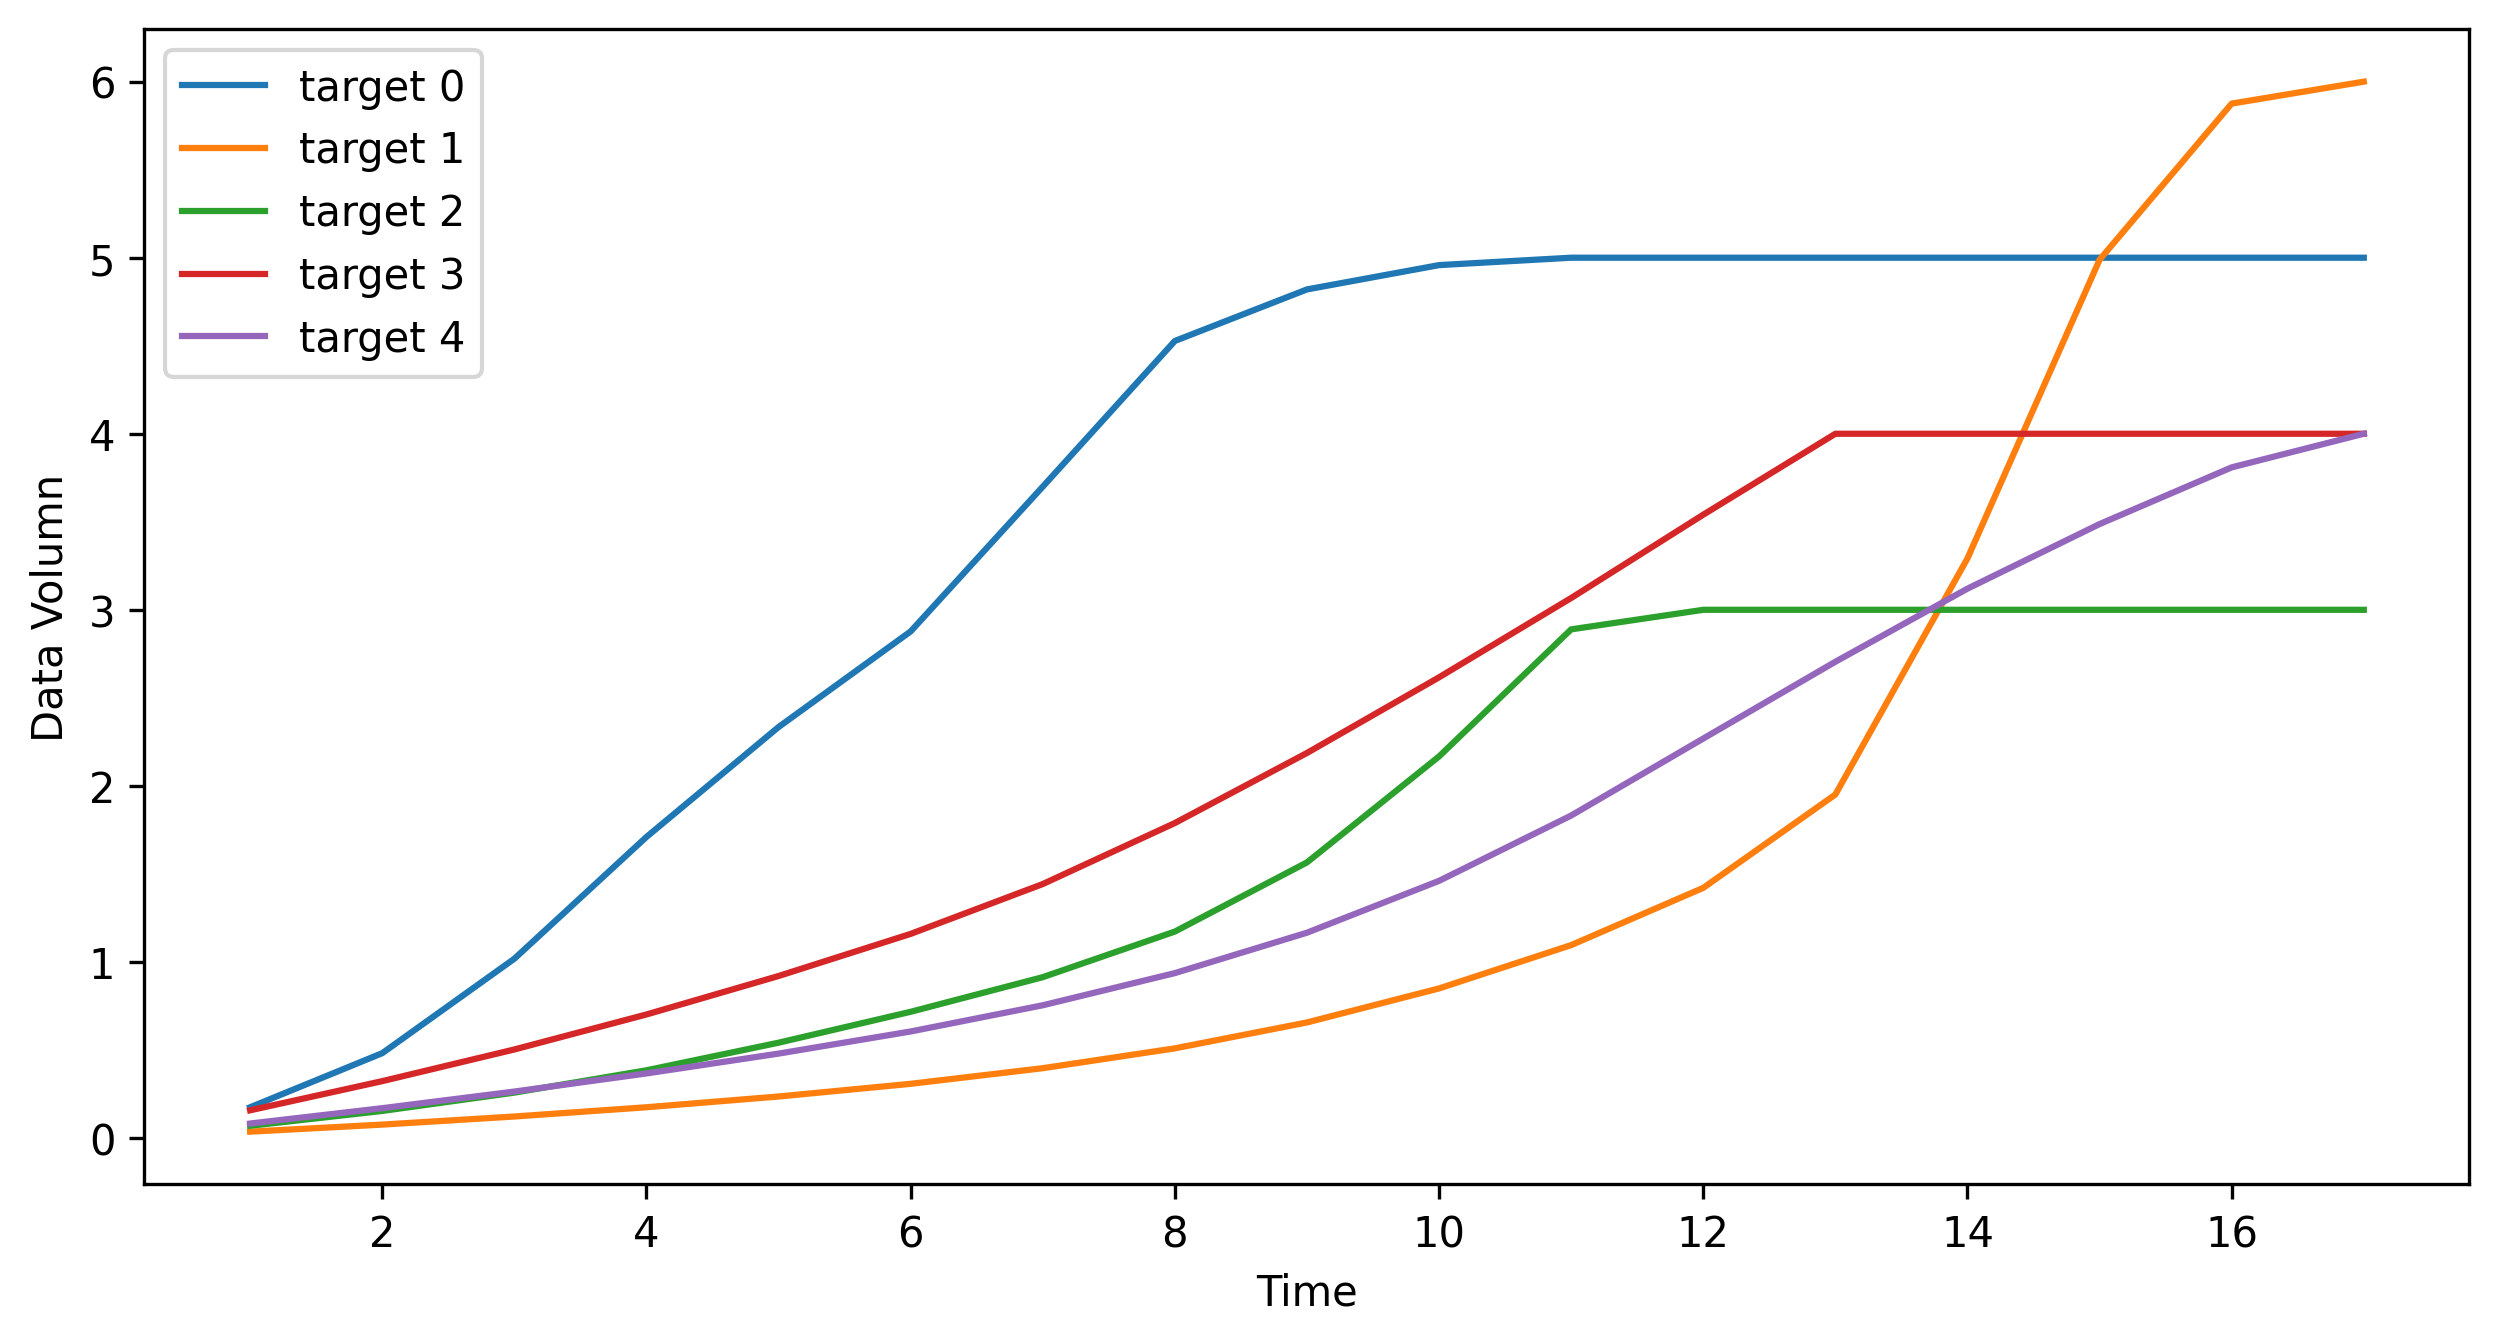 target 0
target 1
target 2
target 3
target 4
6
5
4
3
2
1
0
Data Volumn
2 4 6 8 10 12 14 16
Time